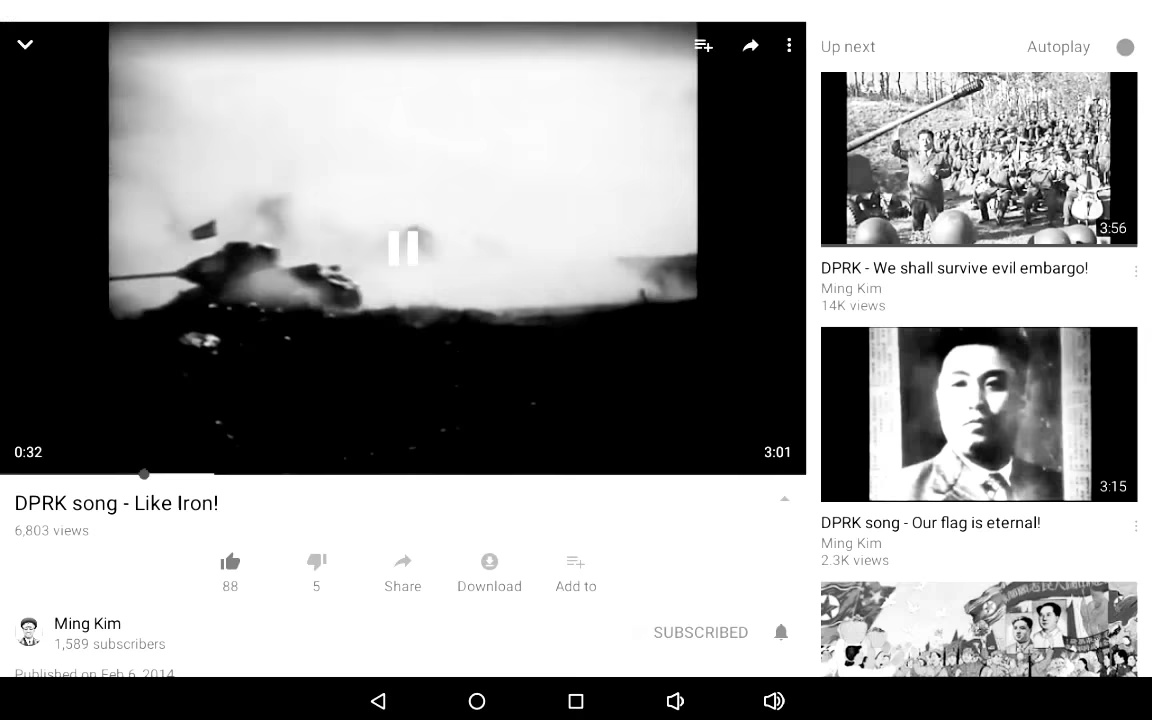 0:32
3:01
DPRK song - Like Iron!
6,803 views
88
5
Share
Download
Add to
Ming Kim
1,589 subscribers
SUBSCRIBED
Published on Feb 6, 2014
Up next
Autoplay
3:56
DPRK - We shall survive evil embargo!
Ming Kim
14K views
3:15
DPRK song - Our flag is eternal!
Ming Kim
2.3K views